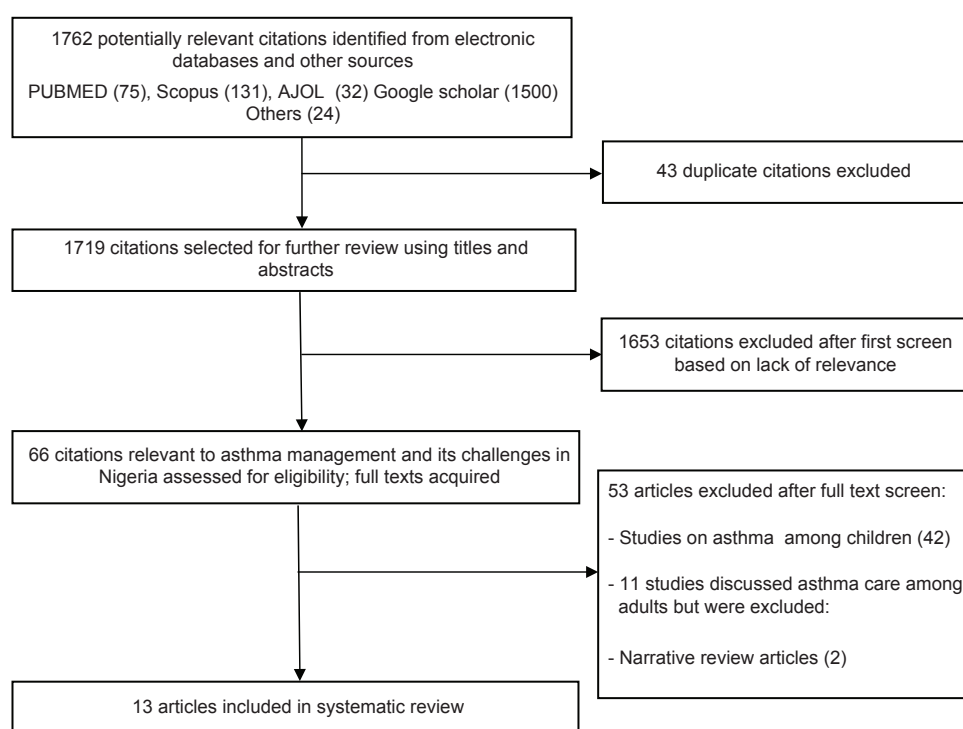 1762 potentially relevant citations identified from electronic
databases and other sources
PUBMED (75), Scopus (131), AJOL (32) Google scholar (1500)
Others (24)
43 duplicate citations excluded
1719 citations selected for further review using titles and
abstracts
1653 citations excluded after first screen
based on lack of relevance
66 citations relevant to asthma management and its challenges in
Nigeria assessed for eligibility; full texts acquired
53 articles excluded after full text screen:
- Studies on asthma among children (42)
- 11 studies discussed asthma care among
adults but were excluded:
- Narrative review articles (2)
13 articles included in systematic review